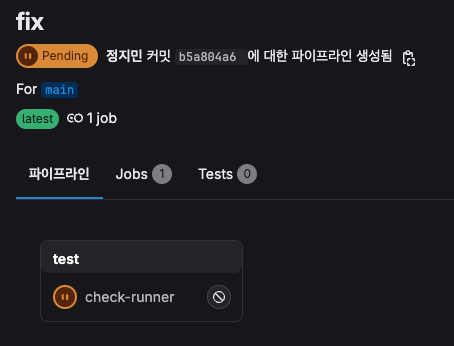 fix
Pending 정지민 커밋 b5a804a6 에 대한 파이프라인 생성됨
For main
latest 1 job
파이프라인 Jobs 1 Tests 0
test
check-runner